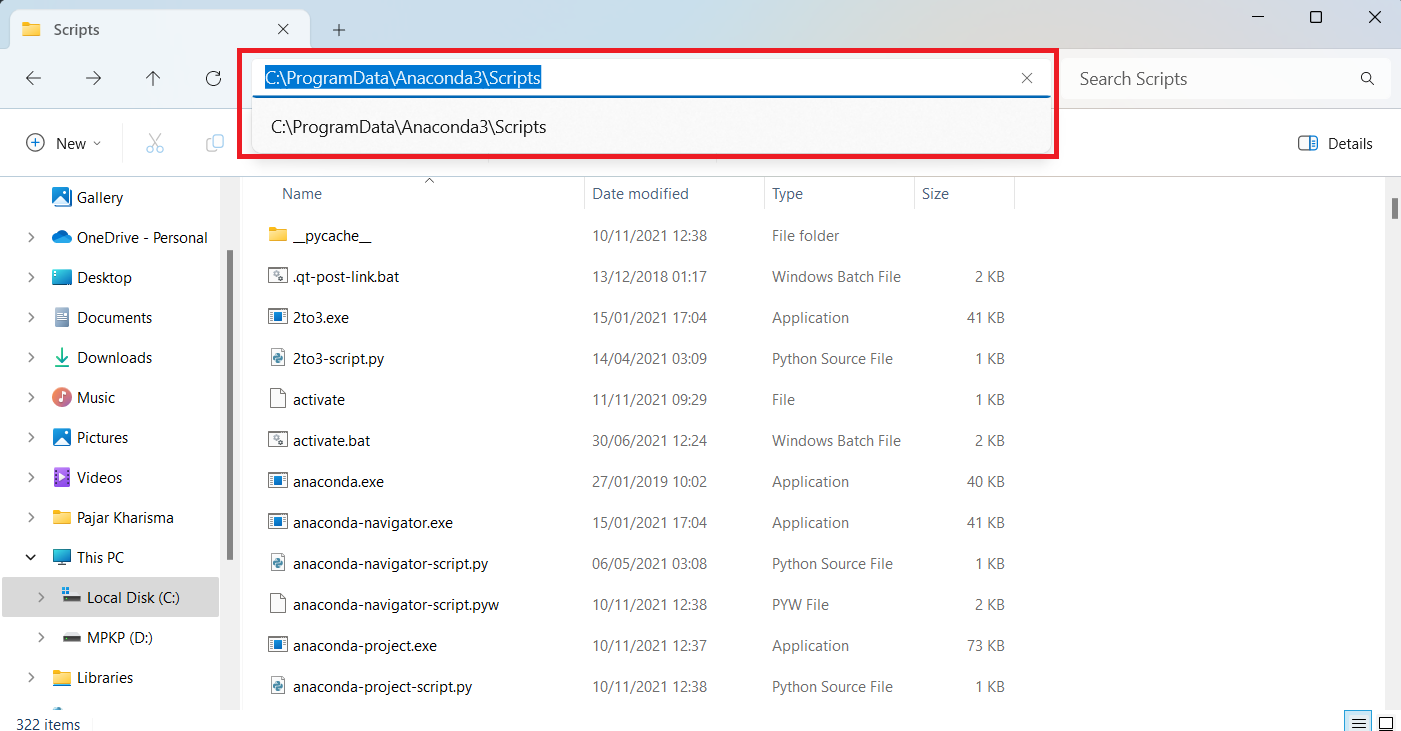 Scripts
C:\ProgramData\Anaconda3\Scripts
Search Scripts
C:\ProgramData\Anaconda3\Scripts
New
Details
Gallery
OneDrive - Personal
Desktop
Documents
Downloads
Music
Pictures
Videos
Pajar Kharisma
This PC
Local Disk (C:)
MPKP (D:)
Libraries
Name Date modified Type Size
__pycache__ 10/11/2021 12:38 File folder
.qt-post-link.bat 13/12/2018 01:17 Windows Batch File 2 KB
2to3.exe 15/01/2021 17:04 Application 41 KB
2to3-script.py 14/04/2021 03:09 Python Source File 1 KB
activate 11/11/2021 09:29 File 1 KB
activate.bat 30/06/2021 12:24 Windows Batch File 2 KB
anaconda.exe 27/01/2019 10:02 Application 40 KB
anaconda-navigator.exe 15/01/2021 17:04 Application 41 KB
anaconda-navigator-script.py 06/05/2021 03:08 Python Source File 1 KB
anaconda-navigator-script.pyw 10/11/2021 12:38 PYW File 2 KB
anaconda-project.exe 10/11/2021 12:37 Application 73 KB
anaconda-project-script.py 10/11/2021 12:38 Python Source File 1 KB
322 items